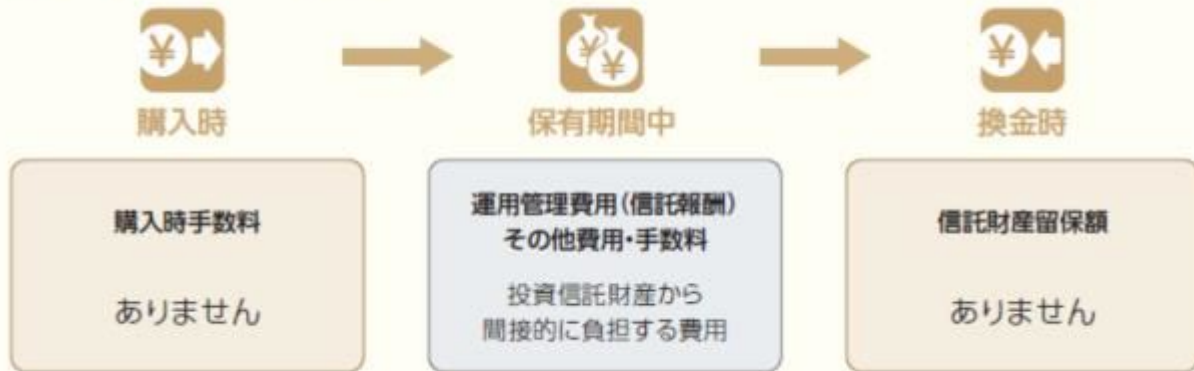 購入時
保有期間中
換金時
購入時手数料
ありません
運用管理費用(信託報酬)
その他費用・手数料
投資信託財産から
間接的に負担する費用
信託財産留保額
ありません